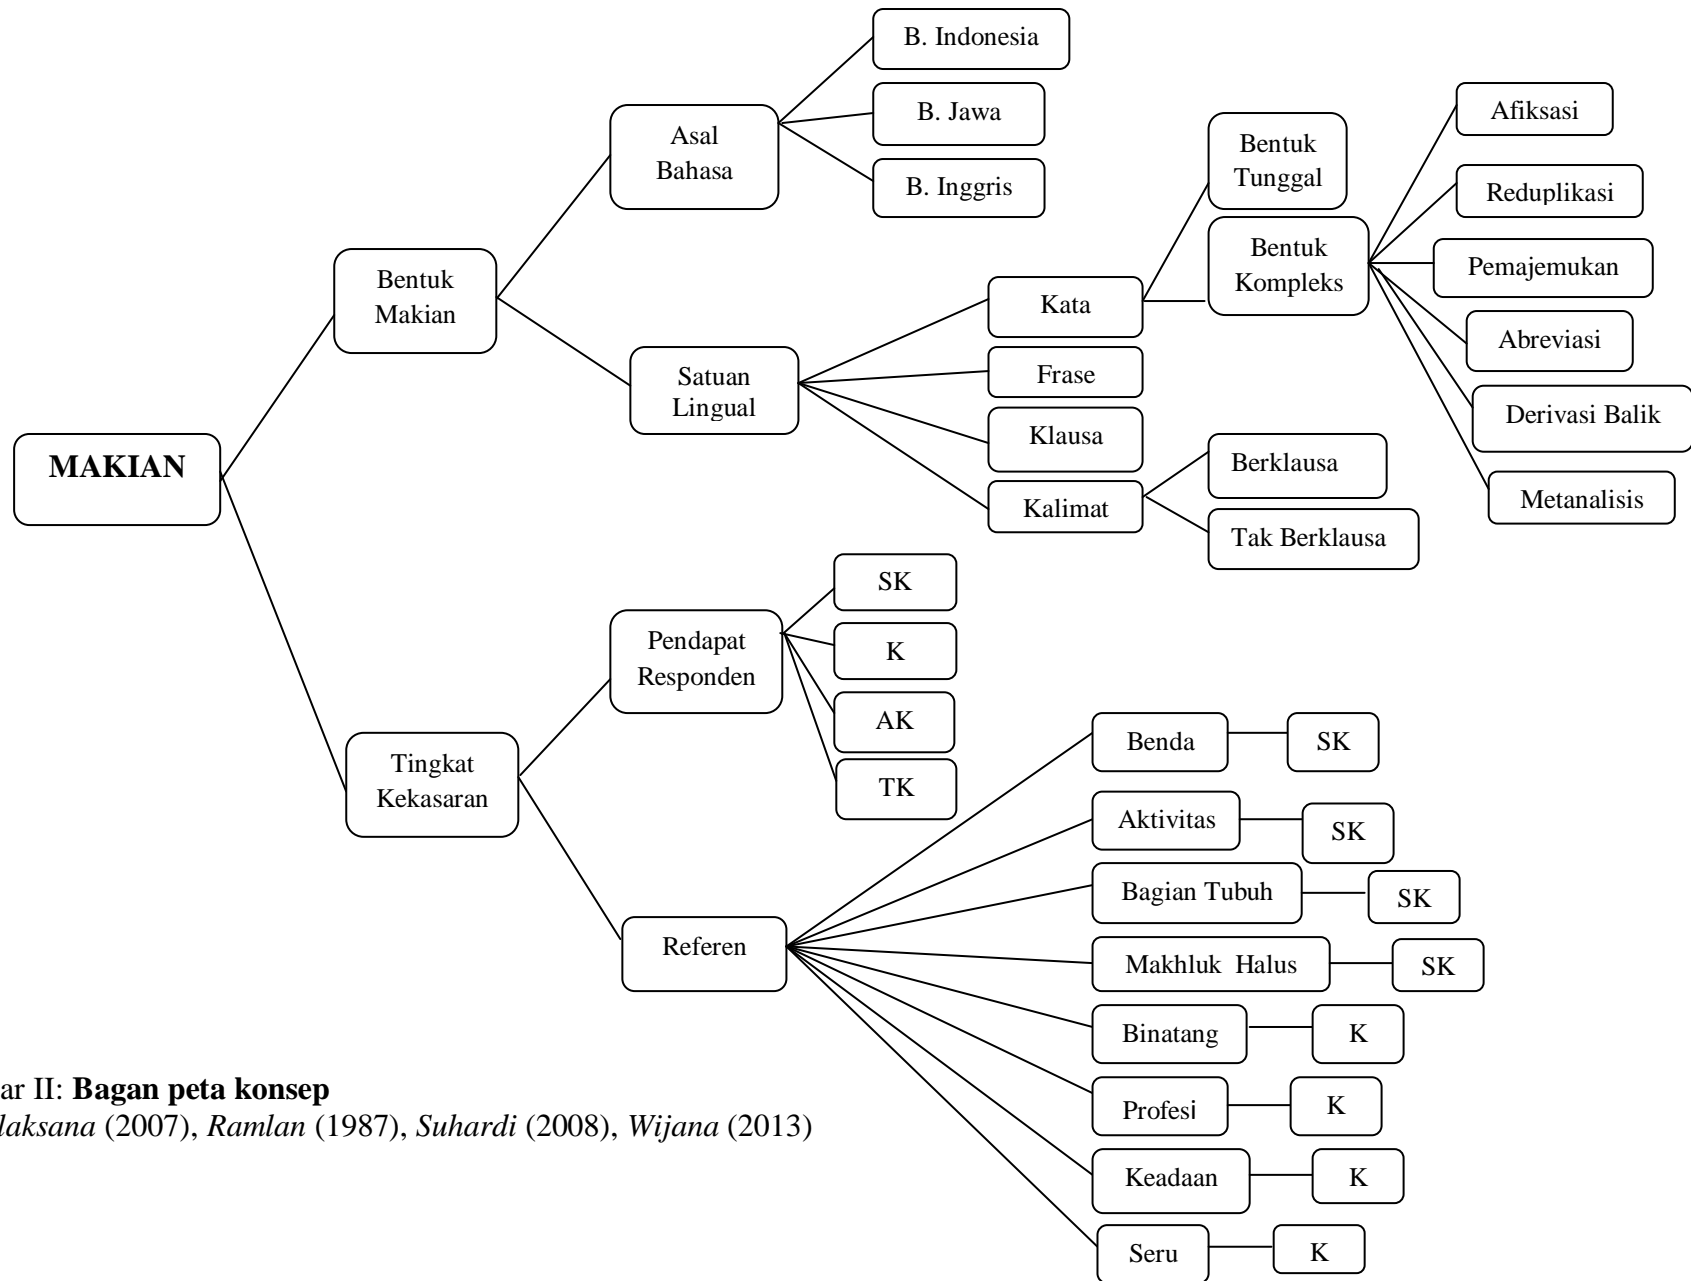 B. Indonesia
B. Jawa
B. Inggris
Asal
Bahasa
Bentuk
Tunggal
Bentuk
Kompleks
Afiksasi
Reduplikasi
Pemajemukan
Abreviasi
Derivasi Balik
Metanalisis
Bentuk
Makian
Kata
Frase
Klausa
Kalimat
Satuan
Lingual
Berklausa
Tak Berklausa
MAKIAN
SK
K
AK
TK
Pendapat
Responden
Tingkat
Kekasaran
Referen
Benda
SK
Aktivitas
SK
Bagian Tubuh
SK
Makhluk Halus
SK
Binatang
K
Profesi
K
Keadaan
K
Seru
K
ar II: Bagan peta konsep
laksana (2007), Ramlan (1987), Suhardi (2008), Wijana (2013)